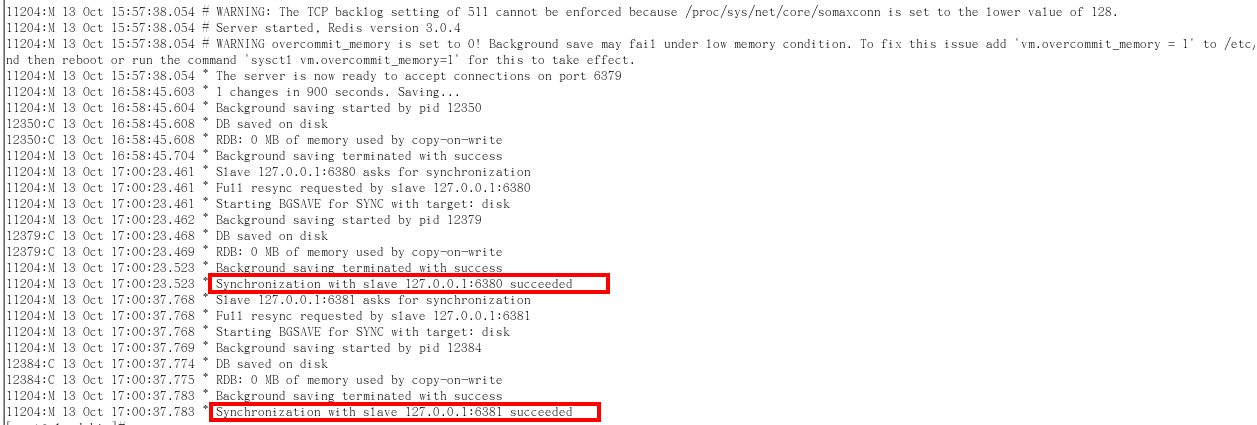 11204:M 13 Oct 15:57:38.054 # WARNING: The TCP backlog setting of 511 cannot be enforced because /proc/sys/net/core/somaxconn is set to the lower value of 128.
11204:M 13 Oct 15:57:38.054 # Server started, Redis version 3.0.4
11204:M 13 Oct 15:57:38.054 # WARNING overcommit_memory is set to 0! Background save may fail under low memory condition. To fix this issue add 'vm.overcommit_memory = 1' to /etc/
nd then reboot or run the command 'sysctl vm.overcommit_memory=1' for this to take effect.
11204:M 13 Oct 15:57:38.054 * The server is now ready to accept connections on port 6379
11204:M 13 Oct 16:58:45.603 * 1 changes in 900 seconds. Saving...
11204:M 13 Oct 16:58:45.604 * Background saving started by pid 12350
12350:C 13 Oct 16:58:45.608 * DB saved on disk
12350:C 13 Oct 16:58:45.608 * RDB: 0 MB of memory used by copy-on-write
11204:M 13 Oct 16:58:45.704 * Background saving terminated with success
11204:M 13 Oct 17:00:23.461 * Slave 127.0.0.1:6380 asks for synchronization
11204:M 13 Oct 17:00:23.461 * Full resync requested by slave 127.0.0.1:6380
11204:M 13 Oct 17:00:23.461 * Starting BGSAVE for SYNC with target: disk
11204:M 13 Oct 17:00:23.462 * Background saving started by pid 12379
12379:C 13 Oct 17:00:23.468 * DB saved on disk
12379:C 13 Oct 17:00:23.469 * RDB: 0 MB of memory used by copy-on-write
11204:M 13 Oct 17:00:23.523 * Background saving terminated with success
11204:M 13 Oct 17:00:23.523 * Synchronization with slave 127.0.0.1:6380 succeeded
11204:M 13 Oct 17:00:37.768 * Slave 127.0.0.1:6381 asks for synchronization
11204:M 13 Oct 17:00:37.768 * Full resync requested by slave 127.0.0.1:6381
11204:M 13 Oct 17:00:37.768 * Starting BGSAVE for SYNC with target: disk
11204:M 13 Oct 17:00:37.769 * Background saving started by pid 12384
12384:C 13 Oct 17:00:37.774 * DB saved on disk
12384:C 13 Oct 17:00:37.775 * RDB: 0 MB of memory used by copy-on-write
11204:M 13 Oct 17:00:37.783 * Background saving terminated with success
11204:M 13 Oct 17:00:37.783 * Synchronization with slave 127.0.0.1:6381 succeeded